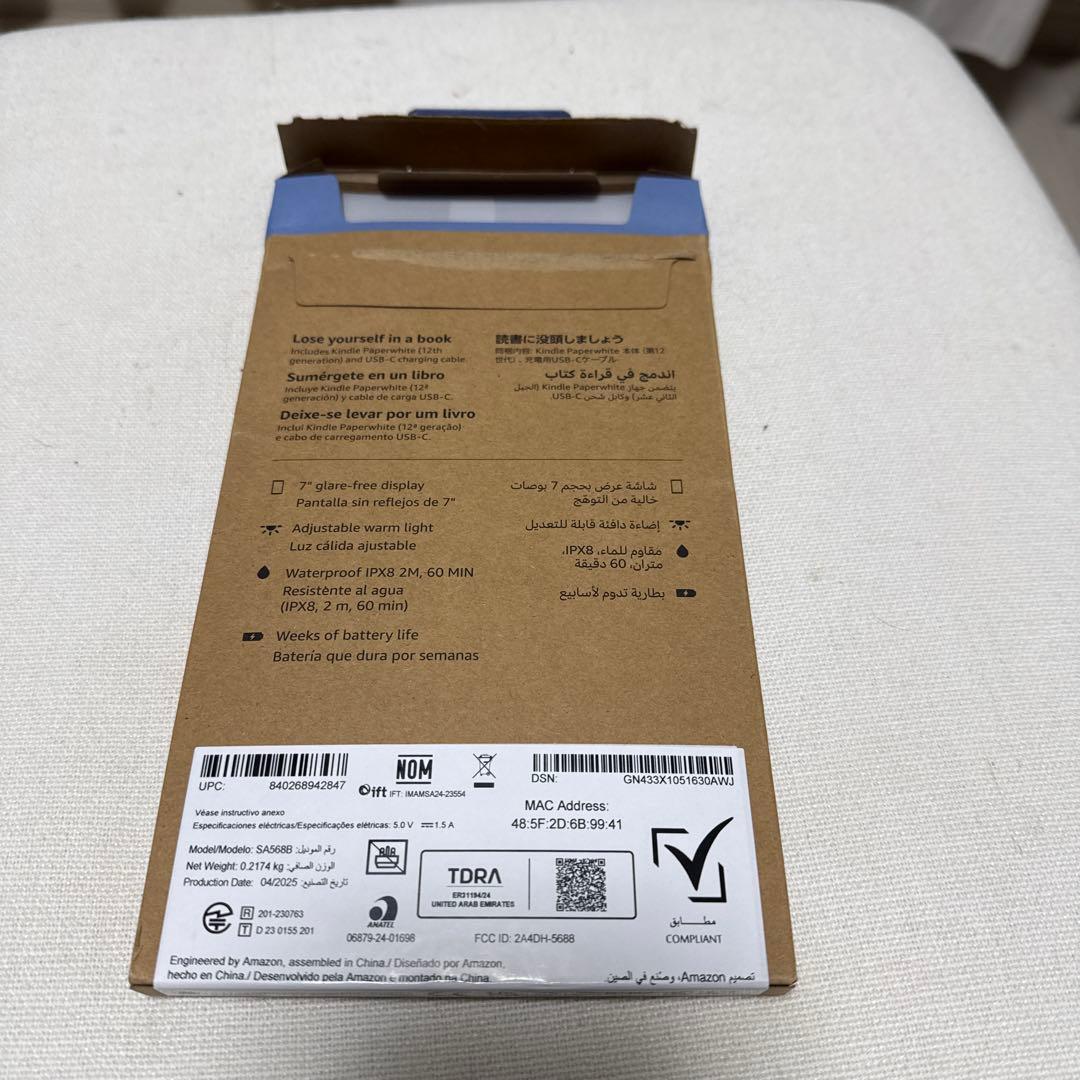 Lose yourself in a book
Includes Kindle Paperwhite (12th
generation) and USB-C charging cable.
Sumérgete en un libro
Incluye Kindle Paperwhite (12ª
generación) y cable de carga USB-C.
Deixe-se levar por um livro
Inclui Kindle Paperwhite (12ª geração)
e cabo de carregamento USB-C.
読書に没頭しましょう
同梱内容: Kindle Paperwhite 本体 (第12
世代)、充電用USB-Cケーブル
اندمج في قراءة كتاب
يتضمن جهاز Kindle Paperwhite (الجيل
الثاني عشر) وكابل شحن USB-C.
7" glare-free display
Pantalla sin reflejos de 7"
Adjustable warm light
Luz cálida ajustable
Waterproof IPX8 2M, 60 MIN
Resistente al agua
(IPX8, 2 m, 60 min)
Weeks of battery life
Batería que dura por semanas
شاشة عرض بحجم 7 بوصات
خالية من التوهّج
إضاءة دافئة قابلة للتعديل
مقاوم للماء، IPX8،
متران، 60 دقيقة
بطارية تدوم لأسابيع
UPC: 840268942847
NOM
ift IFT: IMAMSA24-23554
DSN: GN433X1051630AWJ
MAC Address:
48:5F:2D:6B:99:41
Véase instructivo anexo
Especificaciones eléctricas/Especificações elétricas: 5.0 V ⎓1.5 A
Model/Modelo: SA568B رقم الموديل:
Net Weight: 0.2174 kg الوزن الصافي:
Production Date: 04/2025 تاريخ التصنيع:
R 201-230763
T D 23 0155 201
ANATEL
06879-24-01698
TDRA
ER31194/24
UNITED ARAB EMIRATES
FCC ID: 2A4DH-5688
مطابق
COMPLIANT
Engineered by Amazon, assembled in China./ Diseñado por Amazon,
hecho en China./ Desenvolvido pela Amazon e montado na China.
تصميم Amazon، وصنع في الصين.